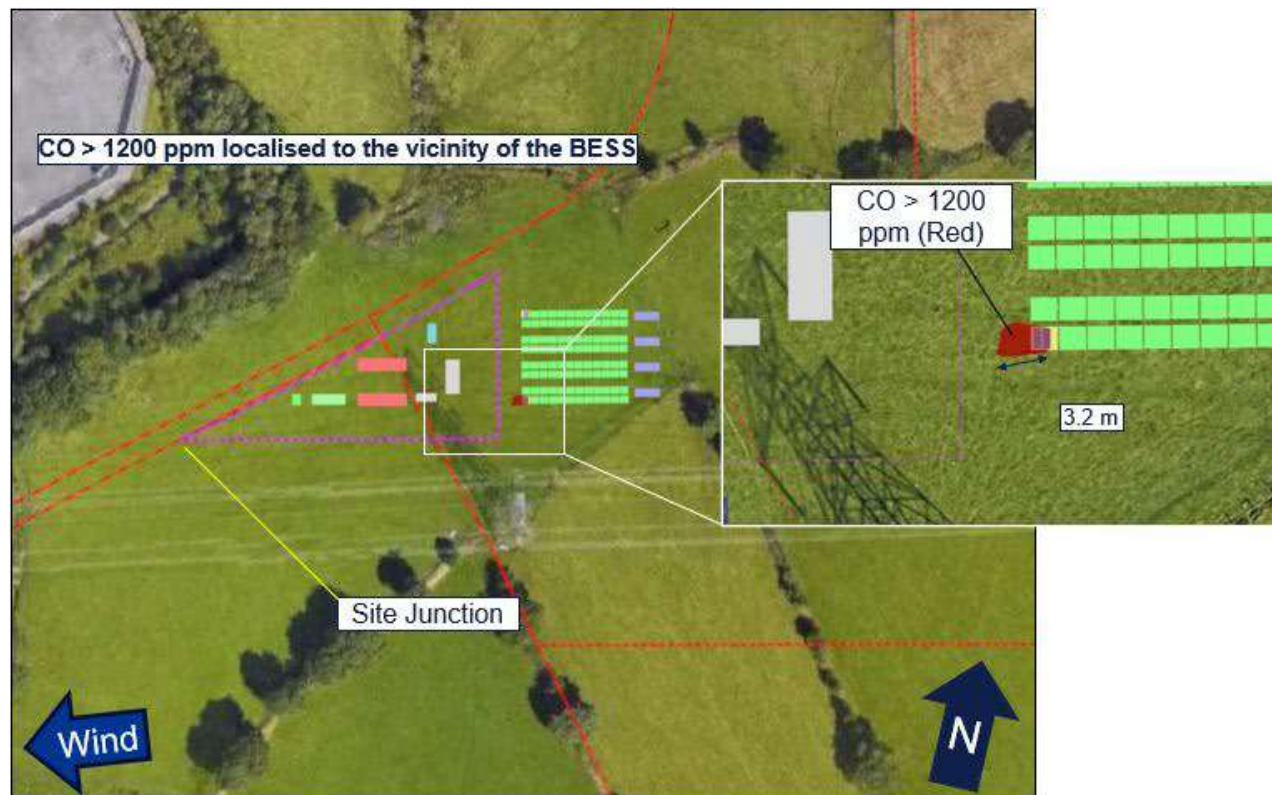 CO > 1200 ppm localised to the vicinity of the BESS
CO > 1200
ppm (Red)
3.2 m
Site Junction
Wind
N